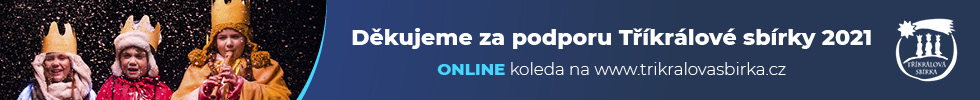 Děkujeme za podporu Tříkrálové sbírky 2021
ONLINE koleda na www.trikralovasbirka.cz
TŘÍKRÁLOVÁ
SBÍRKA